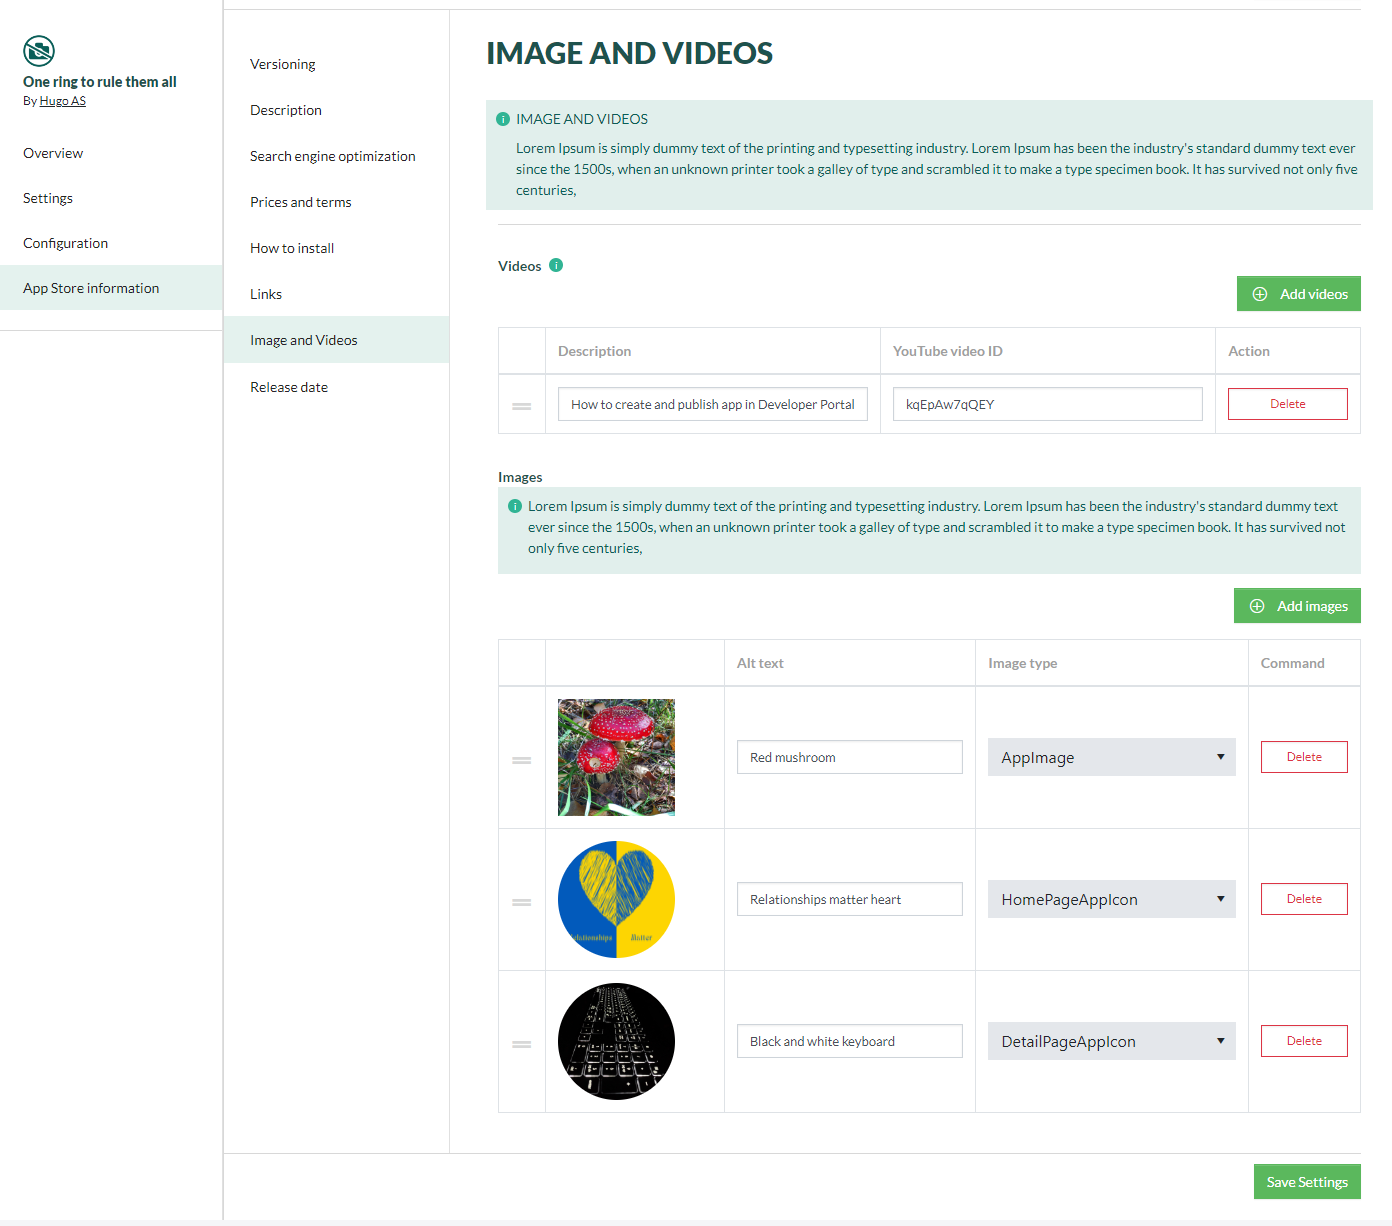 One ring to rule them all
By Hugo AS
Overview
Settings
Configuration
App Store information
Versioning
Description
Search engine optimization
Prices and terms
How to install
Links
Image and Videos
Release date
IMAGE AND VIDEOS
IMAGE AND VIDEOS
Lorem Ipsum is simply dummy text of the printing and typesetting industry. Lorem Ipsum has been the industry's standard dummy text ever
since the 1500s, when an unknown printer took a galley of type and scrambled it to make a type specimen book. It has survived not only five
centuries,
Videos
Add videos
Description YouTube video ID Action
How to create and publish app in Developer Portal kqEpAw7qQEY Delete
Images
Lorem Ipsum is simply dummy text of the printing and typesetting industry. Lorem Ipsum has been the industry's standard dummy text
ever since the 1500s, when an unknown printer took a galley of type and scrambled it to make a type specimen book. It has survived not
only five centuries,
Add images
Alt text Image type Command
Red mushroom AppImage Delete
Relationships matter heart HomePageAppIcon Delete
elationships Matter
Black and white keyboard DetailPageAppIcon Delete
Save Settings